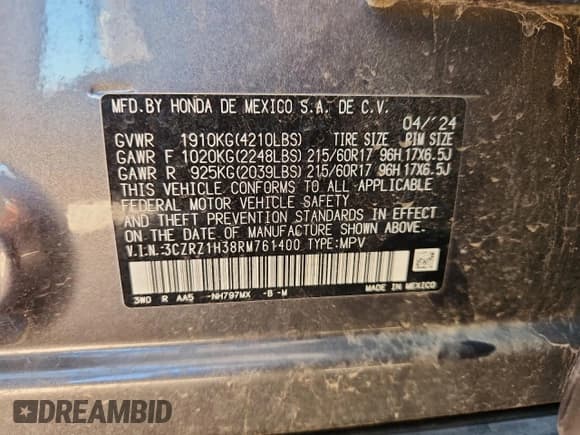 MFD.BY HONDA DE MEXICO S.A. DE C.V.
04/'24
GVWR 1910KG(4210LBS) TIRE SIZE RIM SIZE
GAWR F 1020KG(2248LBS) 215/60R17 96H 17X6.5J
GAWR R 925KG(2039LBS) 215/60R17 96H 17X6.5J
THIS VEHICLE CONFORMS TO ALL APPLICABLE
FEDERAL MOTOR VEHICLE SAFETY
AND THEFT PREVENTION STANDARDS IN EFFECT
ON THE DATE OF MANUFACTURE SHOWN ABOVE.
V.I.N.:3CZRZ1H38RM761400 TYPE:MPV
3W0 R AA5 -NH797MX -B -M
MADE IN MEXICO
DREAMBID